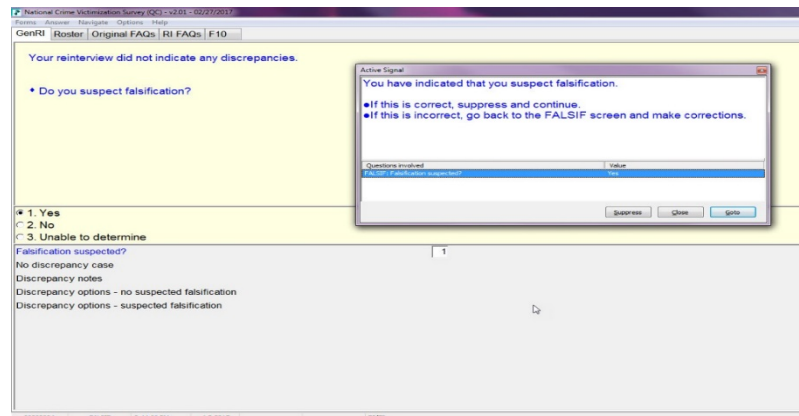 National Crime Victimization Survey (QC) - v2.01 - 02/27/2017
Forms Answer Navigate Options Help
GenRI Roster Original FAQs RI FAQs F10
Your reinterview did not indicate any discrepancies.
• Do you suspect falsification?
Active Signal
You have indicated that you suspect falsification.
•If this is correct, suppress and continue.
•If this is incorrect, go back to the FALSIF screen and make corrections.
Questions involved Value
FALSIF: Falsification suspected? Yes
Suppress Close Goto
1. Yes
2. No
3. Unable to determine
Falsification suspected? 1
No discrepancy case
Discrepancy notes
Discrepancy options - no suspected falsification
Discrepancy options - suspected falsification